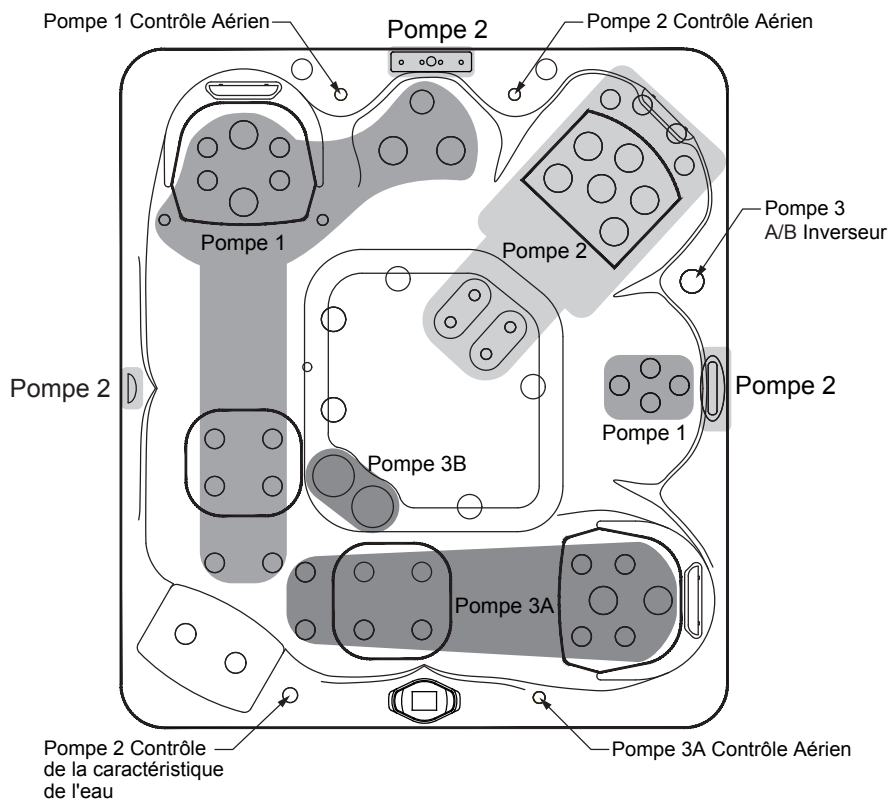 Pompe 1 Contrôle Aérien
Pompe 2
Pompe 2 Contrôle Aérien
Pompe 3
A/B Inverseur
Pompe 1
Pompe 2
Pompe 2
Pompe 2
Pompe 1
Pompe 3B
Pompe 3A
Pompe 2 Contrôle
de la caractéristique
de l'eau
Pompe 3A Contrôle Aérien